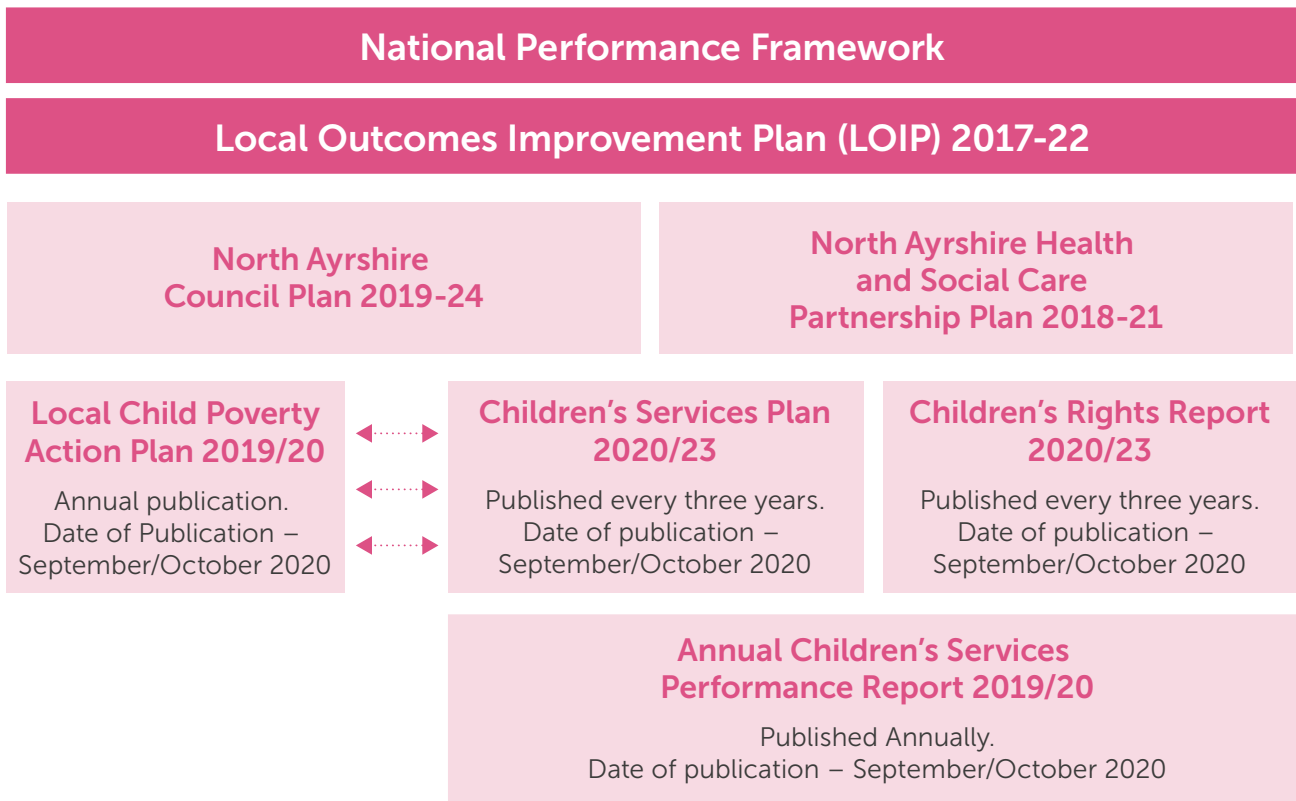 National Performance Framework
Local Outcomes Improvement Plan (LOIP) 2017-22
North Ayrshire
Council Plan 2019-24
North Ayrshire Health
and Social Care
Partnership Plan 2018-21
Local Child Poverty
Action Plan 2019/20
Annual publication.
Date of Publication –
September/October 2020
Children’s Services Plan
2020/23
Published every three years.
Date of publication –
September/October 2020
Children’s Rights Report
2020/23
Published every three years.
Date of publication –
September/October 2020
Annual Children’s Services
Performance Report 2019/20
Published Annually.
Date of publication – September/October 2020